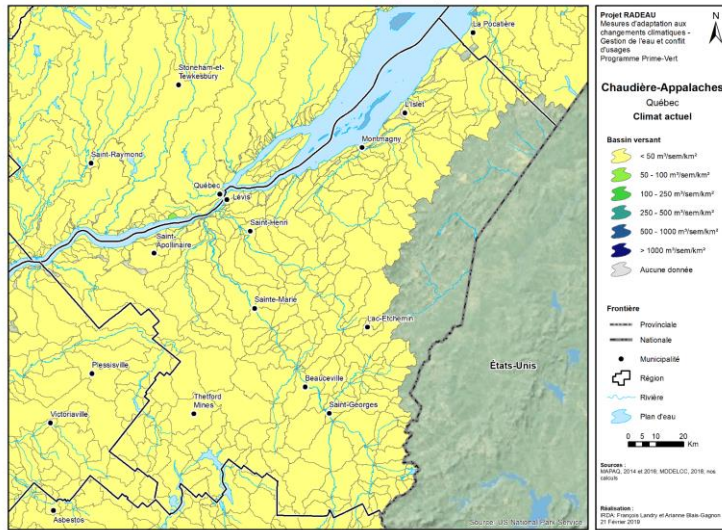 La Pocatière
Stoneham-et-
Tewkesbury
L'Islet
Montmagny
Saint-Raymond
Québec
Lévis
Saint-Henri
Saint-
Apollinaire
Sainte-Marie
Lac-Etchemin
États-Unis
Plessisville
Beauceville
Thetford
Mines
Saint-Georges
Victoriaville
Asbestos
Source: US National Park Service
Projet RADEAU
Mesures d'adaptation aux
changements climatiques -
Gestion de l'eau et conflit
d'usages
Programme Prime-Vert
N
Chaudière-Appalaches
Québec
Climat actuel
Bassin versant
< 50 m³/sem/km²
50 - 100 m³/sem/km²
100 - 250 m³/sem/km²
250 - 500 m³/sem/km²
500 - 1000 m³/sem/km²
> 1000 m³/sem/km²
Aucune donnée
Frontière
Provinciale
Nationale
Municipalité
Région
Rivière
Plan d'eau
0 5 10 20
Km
Sources :
MAPAQ, 2014 et 2016; MDDELCC, 2016; nos
calculs
Réalisation :
IRDA: François Landry et Arianne Blais-Gagnon
21 Février 2019